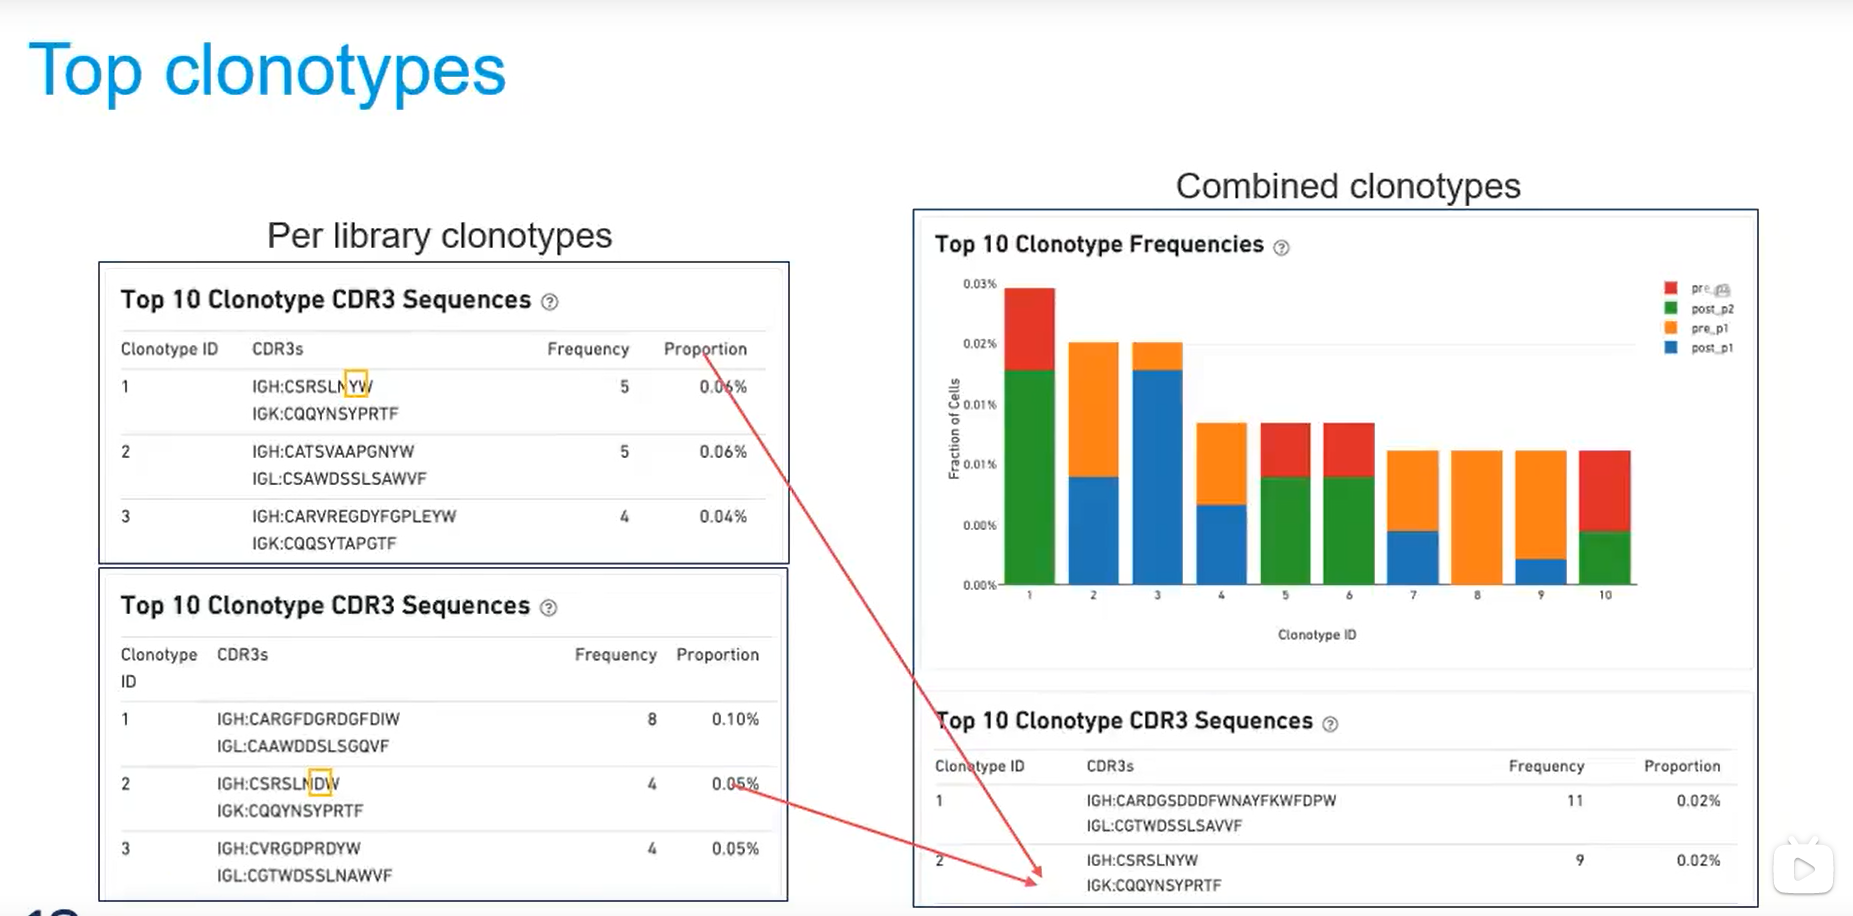 Top clonotypes
Per library clonotypes
Top 10 Clonotype CDR3 Sequences ?
Clonotype ID CDR3s Frequency Proportion
1 IGH:CSRSLNYW 5 0.06%
IGK:CQQYNSYPRTF
2 IGH:CATSVAAPGNYW 5 0.06%
IGL:CSAWDSSLSAWVF
3 IGH:CARVREGDYFGPLEYW 4 0.04%
IGK:CQQSYTAPGTF
Top 10 Clonotype CDR3 Sequences ?
Clonotype CDR3s Frequency Proportion
ID
1 IGH:CARGFDGRDGFDIW 8 0.10%
IGL:CAAWDDSLSGQVF
2 IGH:CSRSLNDW 4 0.05%
IGK:CQQYNSYPRTF
3 IGH:CVRGDPRDYW 4 0.05%
IGL:CGTWDSSLNAWVF
Combined clonotypes
Top 10 Clonotype Frequencies ?
0.03%
0.02%
0.01%
0.01%
0.00%
0.00%
Fraction of Cells
1 2 3 4 5 6 7 8 9 10
Clonotype ID
post_p2
pre_p1
post_p1
Top 10 Clonotype CDR3 Sequences ?
Clonotype ID CDR3s Frequency Proportion
1 IGH:CARDGSDDDFWNAYFKWFDPW 11 0.02%
IGL:CGTWDSSLSAVVF
2 IGH:CSRSLNYW 9 0.02%
IGK:CQQYNSYPRTF